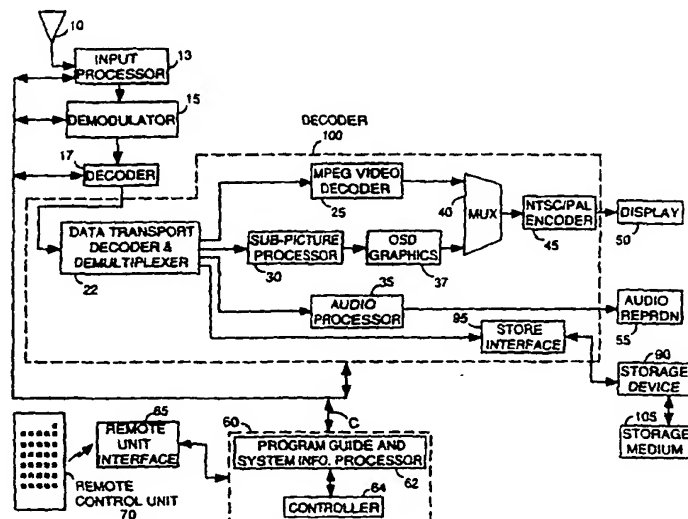 10
INPUT
PROCESSOR
13
15
DEMODULATOR
17
DECODER
DECODER
100
MPEG VIDEO
DECODER
25
40
MUX
NTSC/PAL
ENCODER
45
DISPLAY
50
DATA TRANSPORT
DECODER &
DEMULTIPLEXER
22
SUB-PICTURE
PROCESSOR
30
OSD
GRAPHICS
37
35
AUDIO
PROCESSOR
95
STORE
INTERFACE
AUDIO
REPRDN
55
90
STORAGE
DEVICE
105
STORAGE
MEDIUM
65
REMOTE
UNIT
INTERFACE
REMOTE
CONTROL UNIT
70
C
60
PROGRAM GUIDE AND
SYSTEM INFO. PROCESSOR
62
64
CONTROLLER